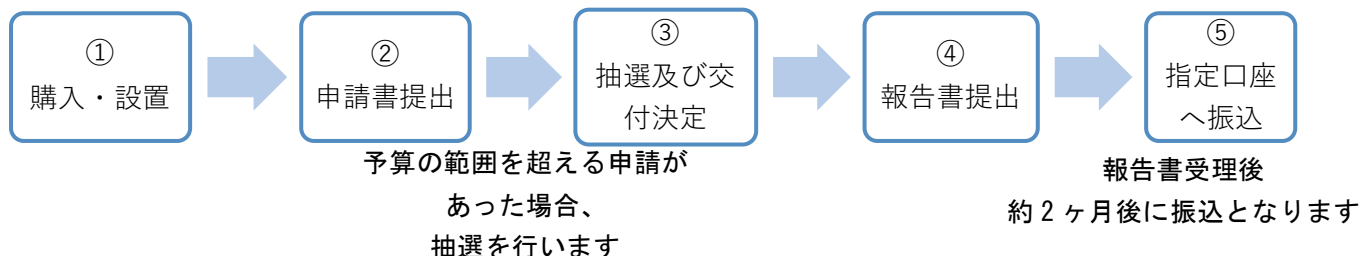 ①
購入・設置
②
申請書提出
③
抽選及び交
付決定
④
報告書提出
⑤
指定口座
へ振込
予算の範囲を超える申請が
あった場合、
抽選を行います
報告書受理後
約２ヶ月後に振込となります